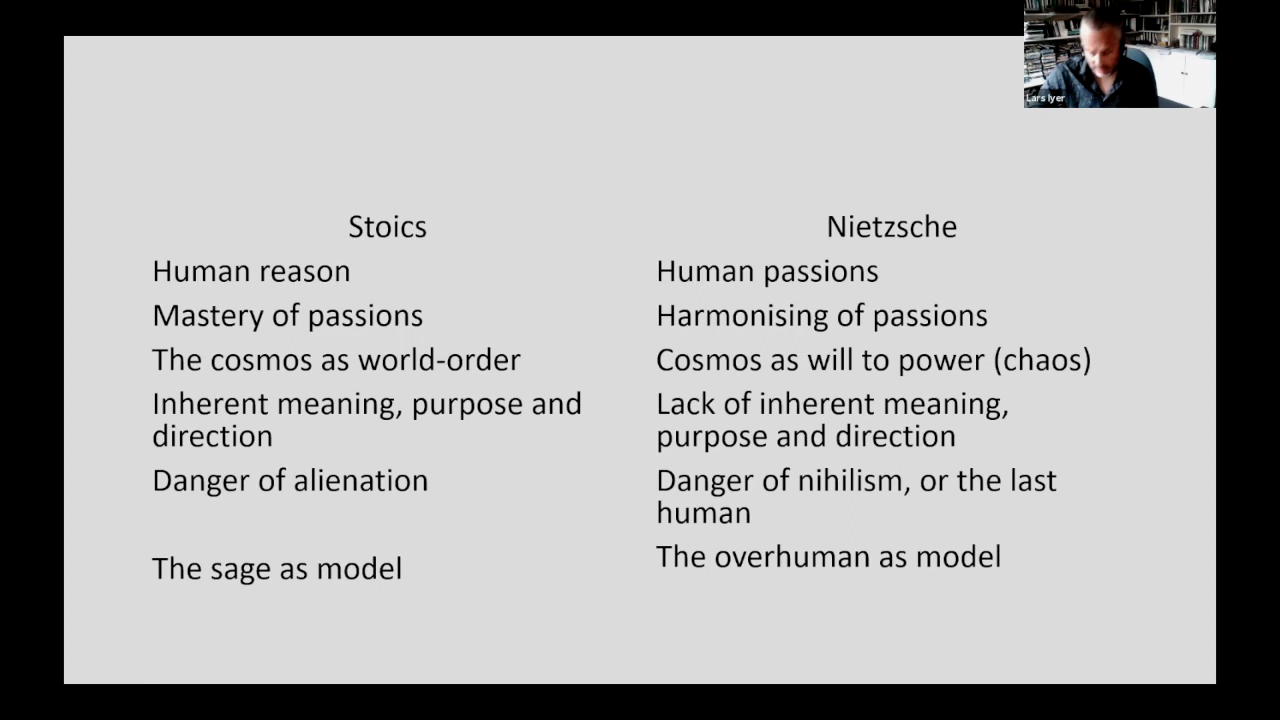 Lars Iyer
Stoics
Human reason
Mastery of passions
The cosmos as world-order
Inherent meaning, purpose and
direction
Danger of alienation
The sage as model
Nietzsche
Human passions
Harmonising of passions
Cosmos as will to power (chaos)
Lack of inherent meaning,
purpose and direction
Danger of nihilism, or the last
human
The overhuman as model